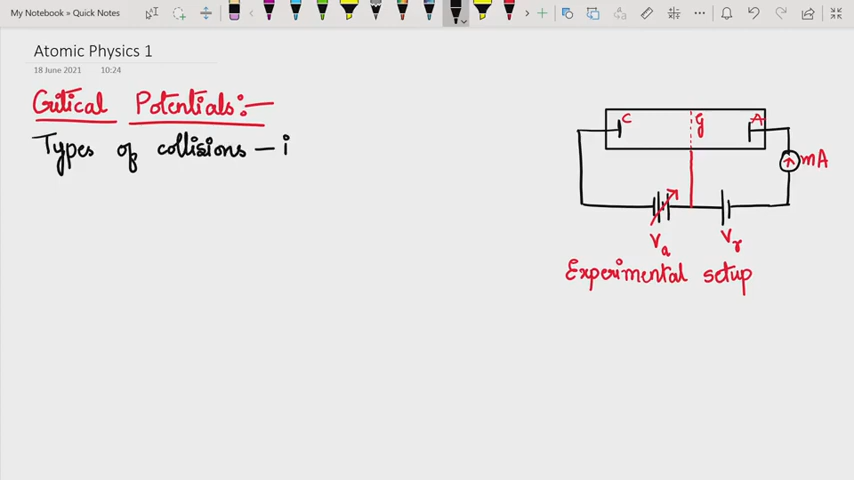 My Notebook » Quick Notes
Atomic Physics 1
18 June 2021 10:24
Critical Potentials:—
Types of collisions — i
C G A
mA
Va Vr
Experimental setup